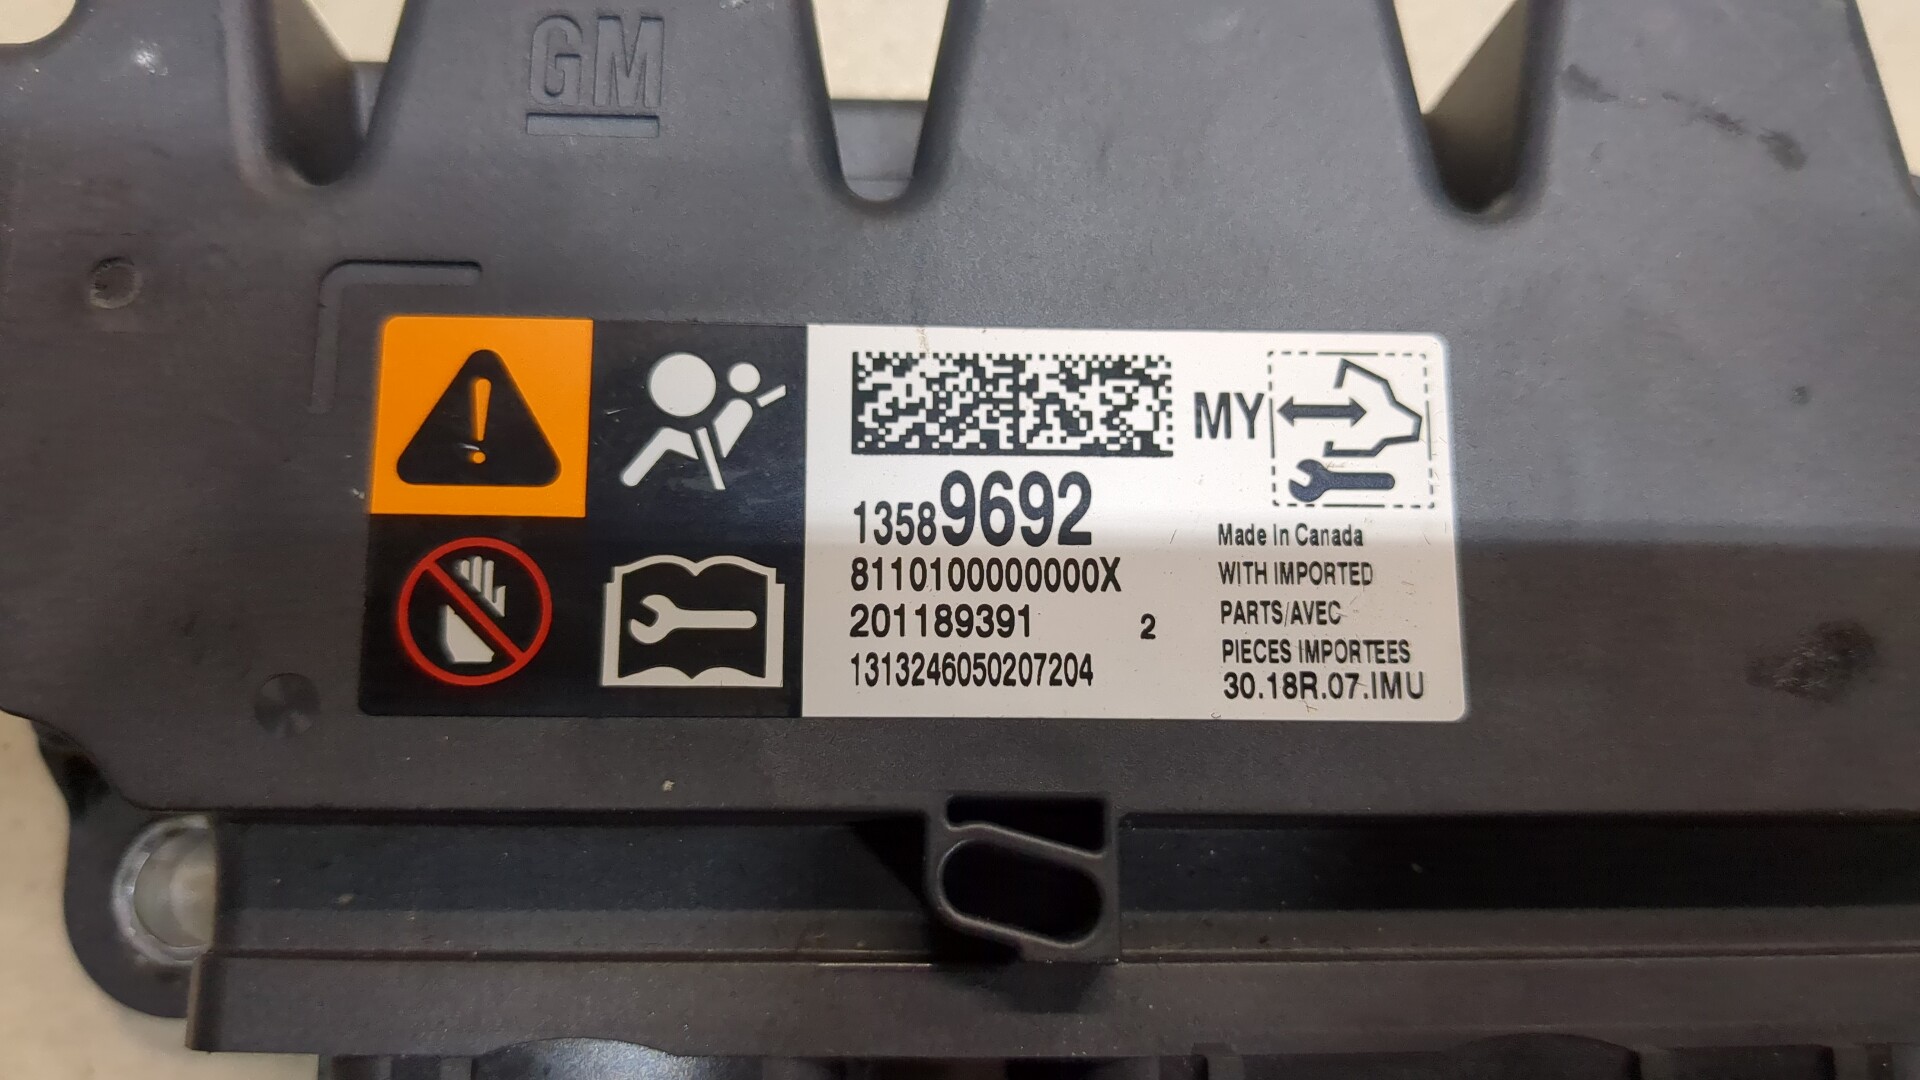 GM
MY
13589692
8110100000000X
201189391 2
1313246050207204
Made In Canada
WITH IMPORTED
PARTS/AVEC
PIECES IMPORTEES
30.18R.07.IMU